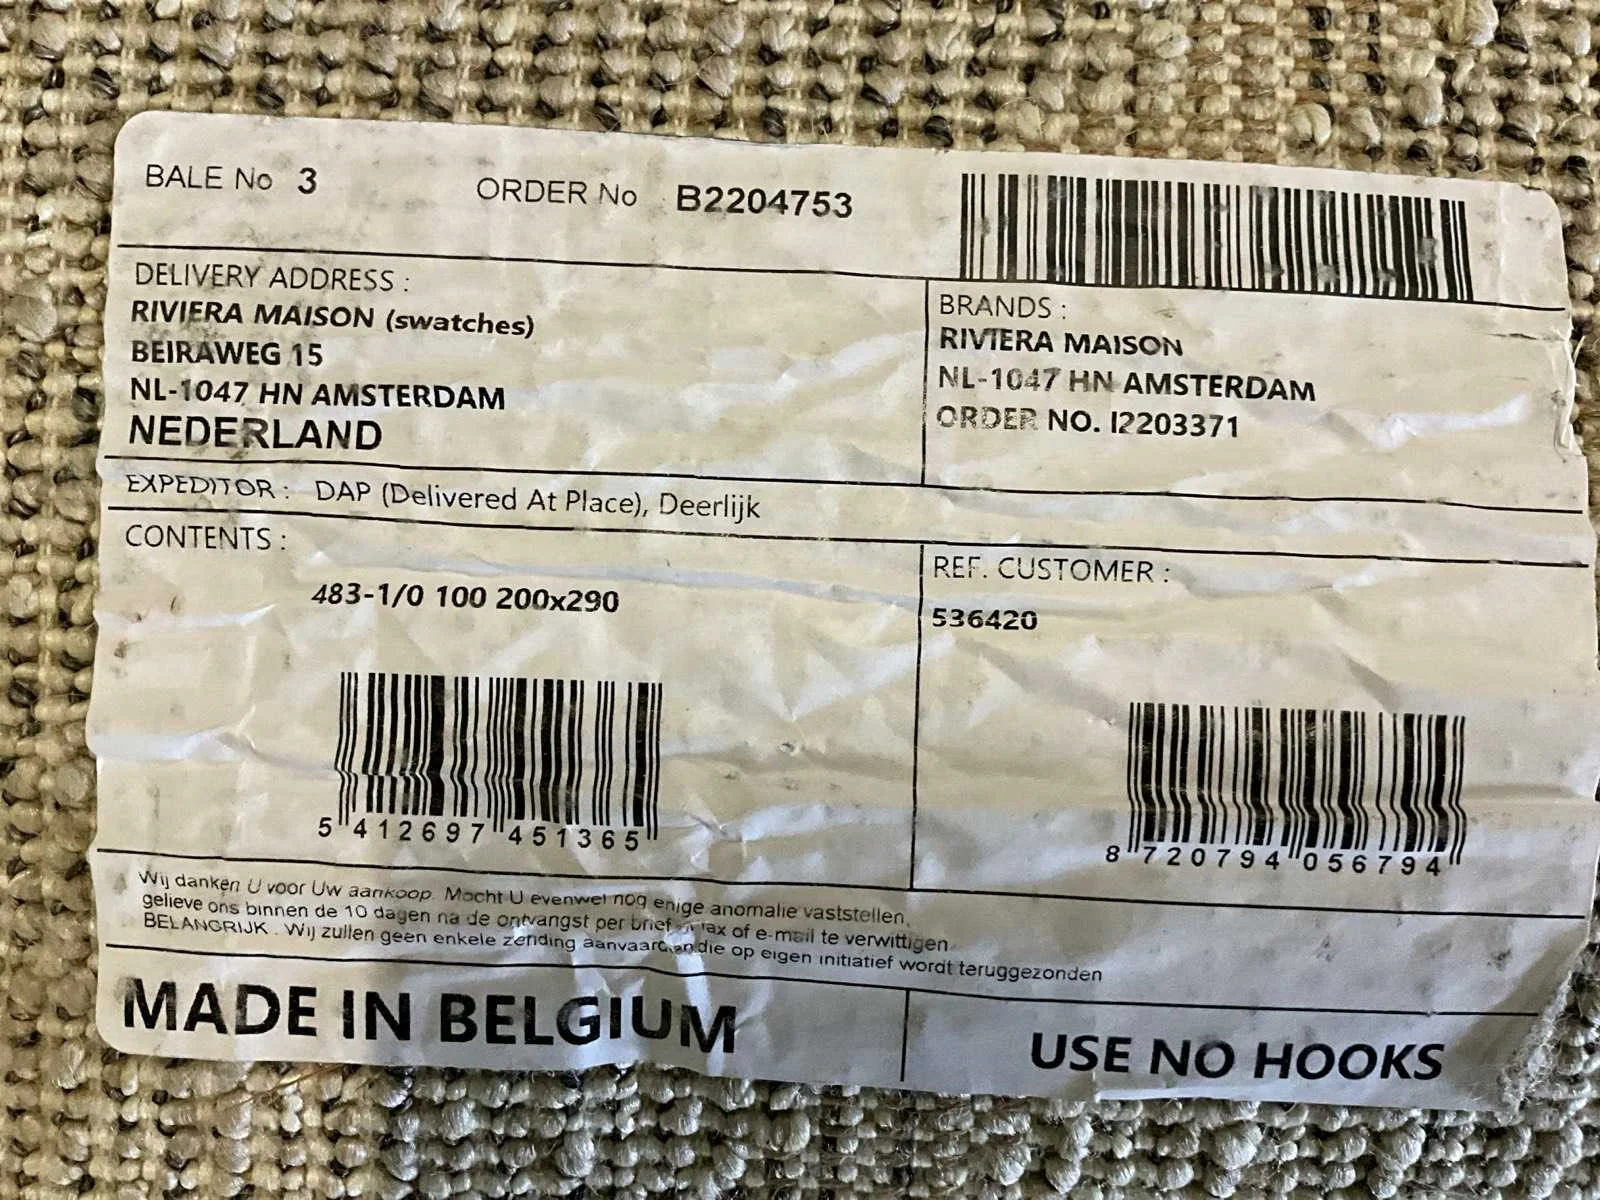 BALE No 3 ORDER No B2204753
DELIVERY ADDRESS :
RIVIERA MAISON (swatches)
BEIRAWEG 15
NL-1047 HN AMSTERDAM
NEDERLAND
BRANDS :
RIVIERA MAISON
NL-1047 HN AMSTERDAM
ORDER NO. I2203371
EXPEDITOR : DAP (Delivered At Place), Deerlijk
CONTENTS :
483-1/0 100 200x290
5 412697 451365
REF. CUSTOMER :
536420
8 720794 056794
Wij danken U voor Uw aankoop. Mocht U evenwel nog enige anomalie vaststellen,
gelieve ons binnen de 10 dagen na de ontvangst per brief fax of e-mail te verwittigen
BELANGRIJK . Wij zullen geen enkele zending aanvaarden die op eigen initiatief wordt teruggezonden
MADE IN BELGIUM
USE NO HOOKS